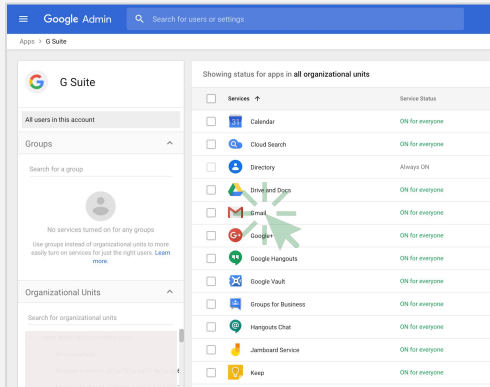 Google Admin
Search for users or settings
Apps > G Suite
G Suite
All users in this account
Groups
Search for a group
No services turned on for any groups
Use groups instead of organizational units to more
easily turn on services for just the right users. Learn
more.
Organizational Units
Search for organizational units
Showing status for apps in all organizational units
Services ↑ Service Status
31 Calendar ON for everyone
Cloud Search ON for everyone
Directory Always ON
Drive and Docs ON for everyone
Gmail ON for everyone
G+ Google+ ON for everyone
Google Hangouts ON for everyone
Google Vault ON for everyone
Groups for Business ON for everyone
Hangouts Chat ON for everyone
Jamboard Service ON for everyone
Keep ON for everyone